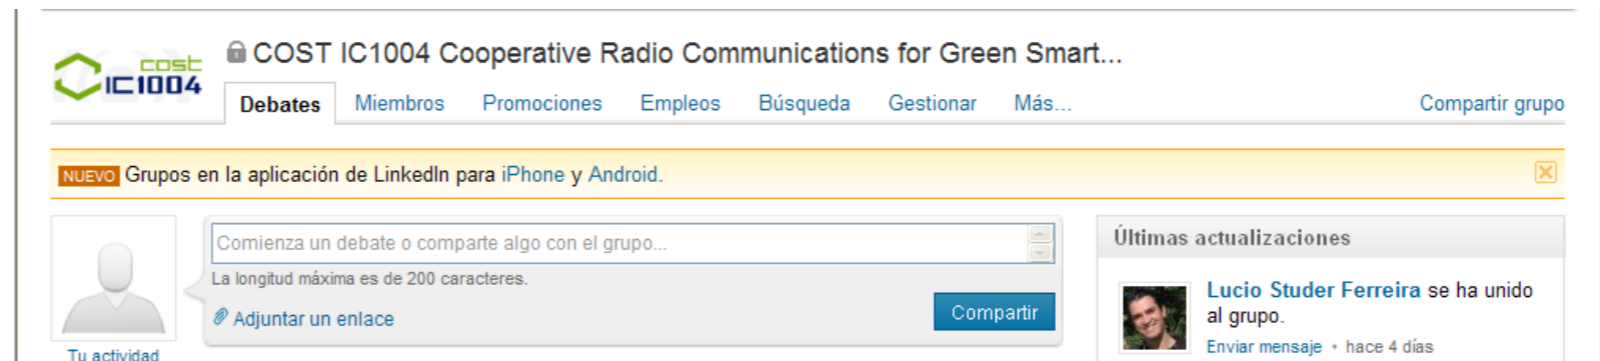 cost
IC1004
COST IC1004 Cooperative Radio Communications for Green Smart...
Debates Miembros Promociones Empleos Búsqueda Gestionar Más... Compartir grupo
NUEVO Grupos en la aplicación de LinkedIn para iPhone y Android.
Comienza un debate o comparte algo con el grupo...
La longitud máxima es de 200 caracteres.
Adjuntar un enlace
Compartir
Tu actividad
Últimas actualizaciones
Lucio Studer Ferreira se ha unido
al grupo.
Enviar mensaje • hace 4 días